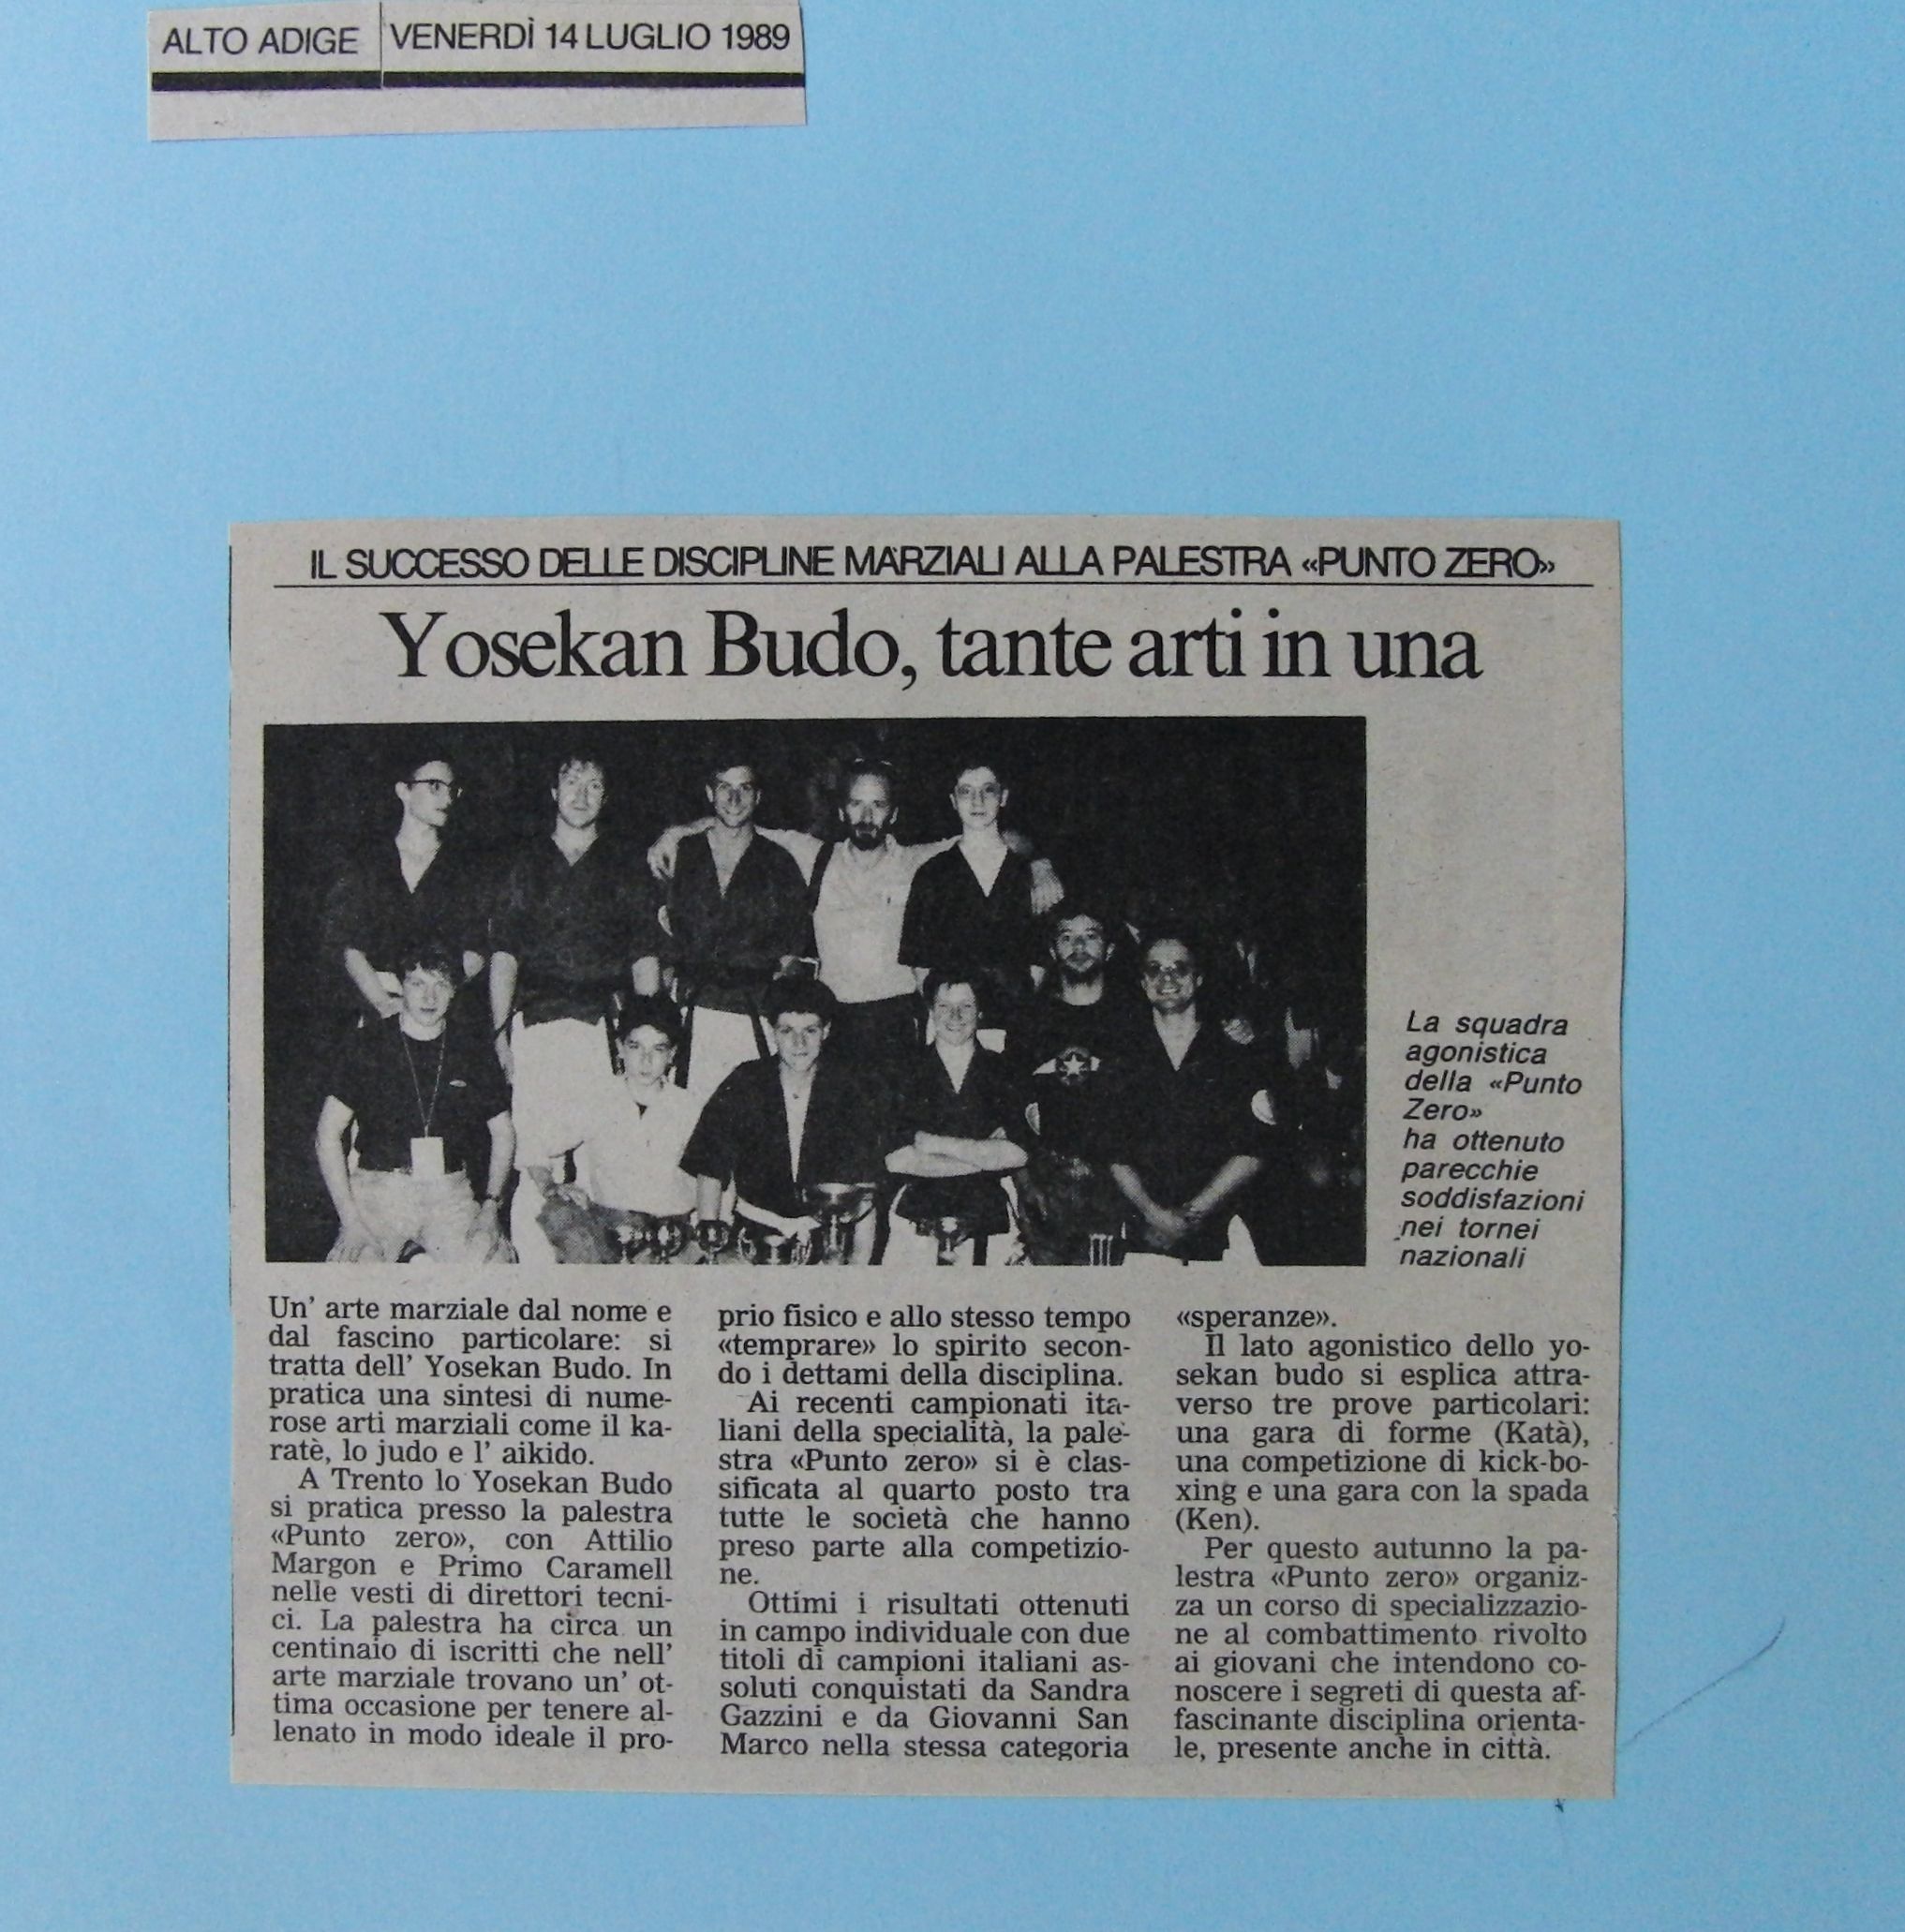 ALTO ADIGE VENERDÌ 14 LUGLIO 1989
IL SUCCESSO DELLE DISCIPLINE MARZIALI ALLA PALESTRA «PUNTO ZERO»
Yosekan Budo, tante arti in una
La squadra
agonistica
della «Punto
Zero»
ha ottenuto
parecchie
soddisfazioni
nei tornei
nazionali
Un' arte marziale dal nome e
dal fascino particolare: si
tratta dell' Yosekan Budo. In
pratica una sintesi di nume-
rose arti marziali come il ka-
ratè, lo judo e l' aikido.
A Trento lo Yosekan Budo
si pratica presso la palestra
«Punto zero», con Attilio
Margon e Primo Caramell
nelle vesti di direttori tecni-
ci. La palestra ha circa un
centinaio di iscritti che nell'
arte marziale trovano un' ot-
tima occasione per tenere al-
lenato in modo ideale il pro-
prio fisico e allo stesso tempo
«temprare» lo spirito secon-
do i dettami della disciplina.
Ai recenti campionati ita-
liani della specialità, la pale-
stra «Punto zero» si è clas-
sificata al quarto posto tra
tutte le società che hanno
preso parte alla competizio-
ne.
Ottimi i risultati ottenuti
in campo individuale con due
titoli di campioni italiani as-
soluti conquistati da Sandra
Gazzini e da Giovanni San
Marco nella stessa categoria
«speranze».
Il lato agonistico dello yo-
sekan budo si esplica attra-
verso tre prove particolari:
una gara di forme (Katà),
una competizione di kick-bo-
xing e una gara con la spada
(Ken).
Per questo autunno la pa-
lestra «Punto zero» organiz-
za un corso di specializzazio-
ne al combattimento rivolto
ai giovani che intendono co-
noscere i segreti di questa af-
fascinante disciplina orienta-
le, presente anche in città.